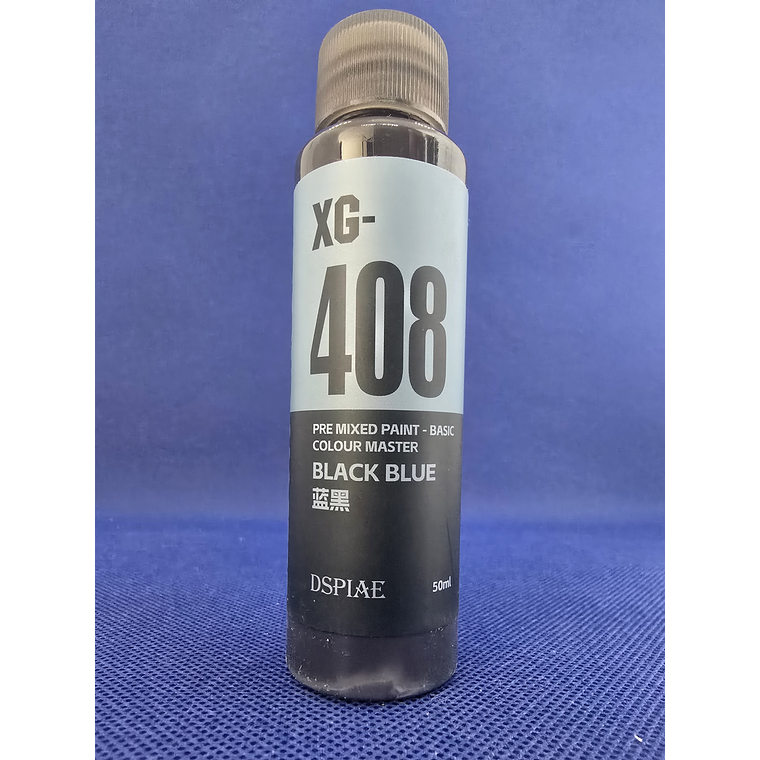 XG-
408
PRE MIXED PAINT - BASIC
COLOUR MASTER
BLACK BLUE
蓝黑
DSPIAE 50ml